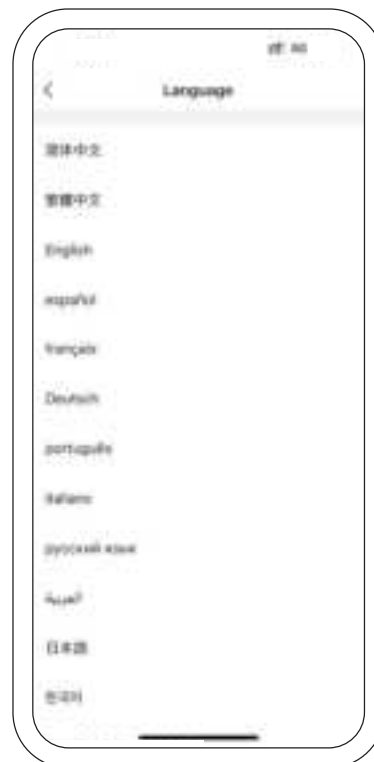 Language
简体中文
繁體中文
English
español
français
Deutsch
português
italiano
русский язык
العربية
日本語
한국어